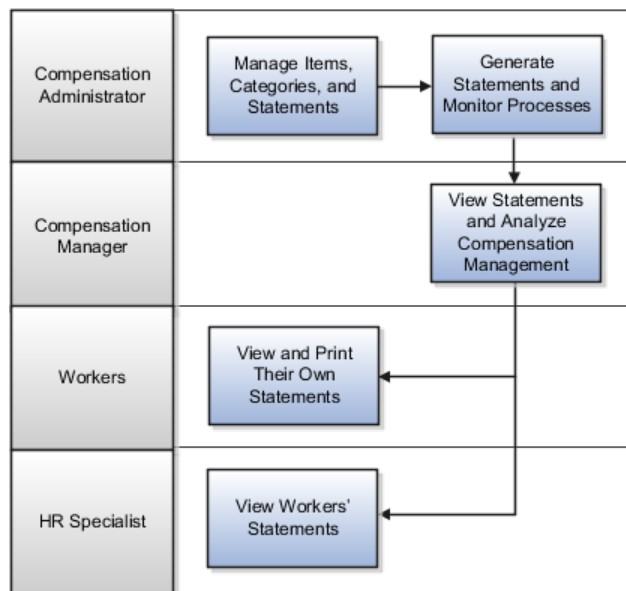 Compensation
Administrator
Manage Items,
Categories, and
Statements
Generate
Statements and
Monitor Processes
Compensation
Manager
View Statements
and Analyze
Compensation
Management
Workers
View and Print
Their Own
Statements
HR Specialist
View Workers'
Statements